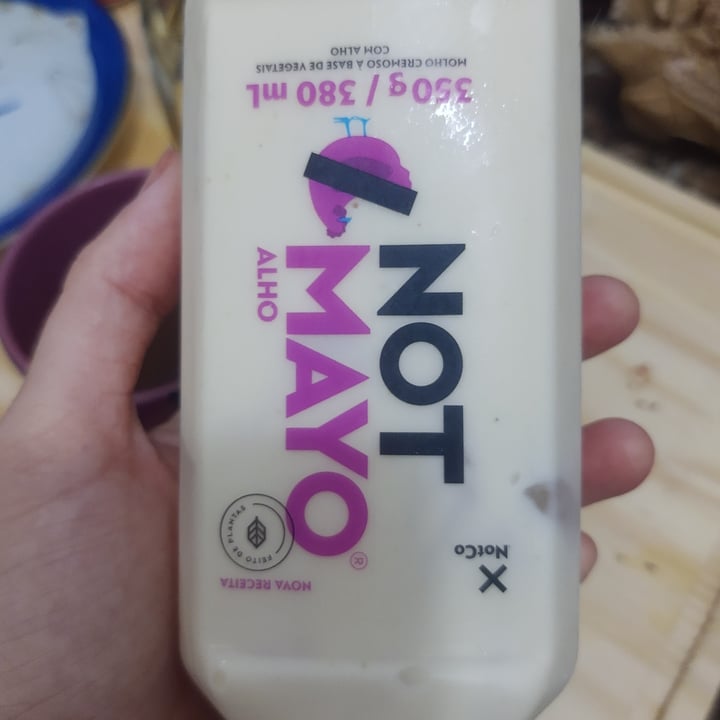 NotCo
NOVA RECEITA
FEITO DE PLANTAS
NOT
MAYO®
ALHO
350 g / 380 mL
MOLHO CREMOSO À BASE DE VEGETAIS
COM ALHO